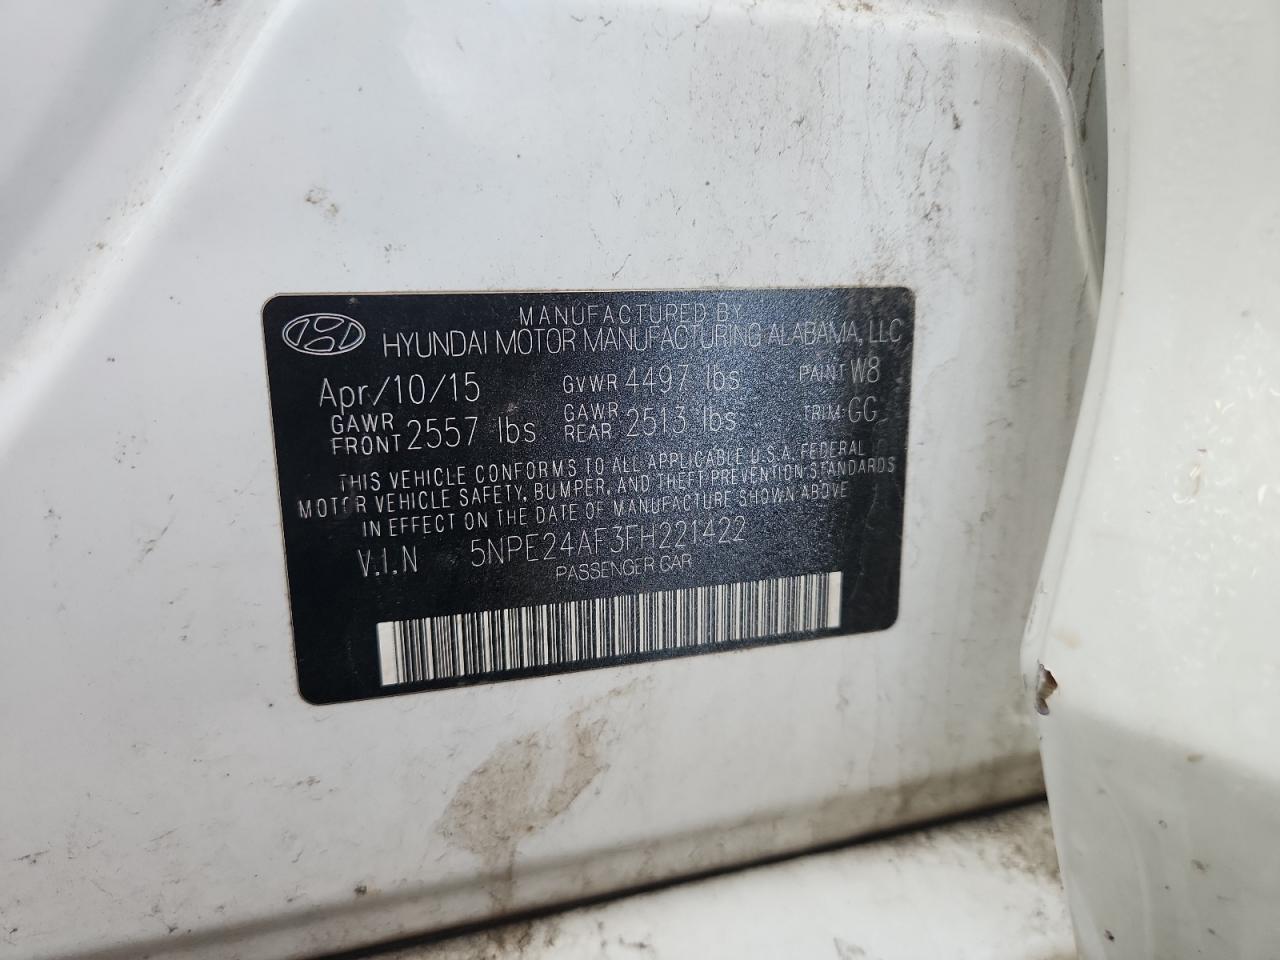 MANUFACTURED BY
HYUNDAI MOTOR MANUFACTURING ALABAMA, LLC
Apr/10/15 GVWR 4497 lbs PAINT W8
GAWR FRONT 2557 lbs GAWR REAR 2513 lbs TRIM GG
THIS VEHICLE CONFORMS TO ALL APPLICABLE U.S.A. FEDERAL
MOTOR VEHICLE SAFETY, BUMPER, AND THEFT PREVENTION STANDARDS
IN EFFECT ON THE DATE OF MANUFACTURE SHOWN ABOVE
V.I.N 5NPE24AF3FH221422
PASSENGER CAR